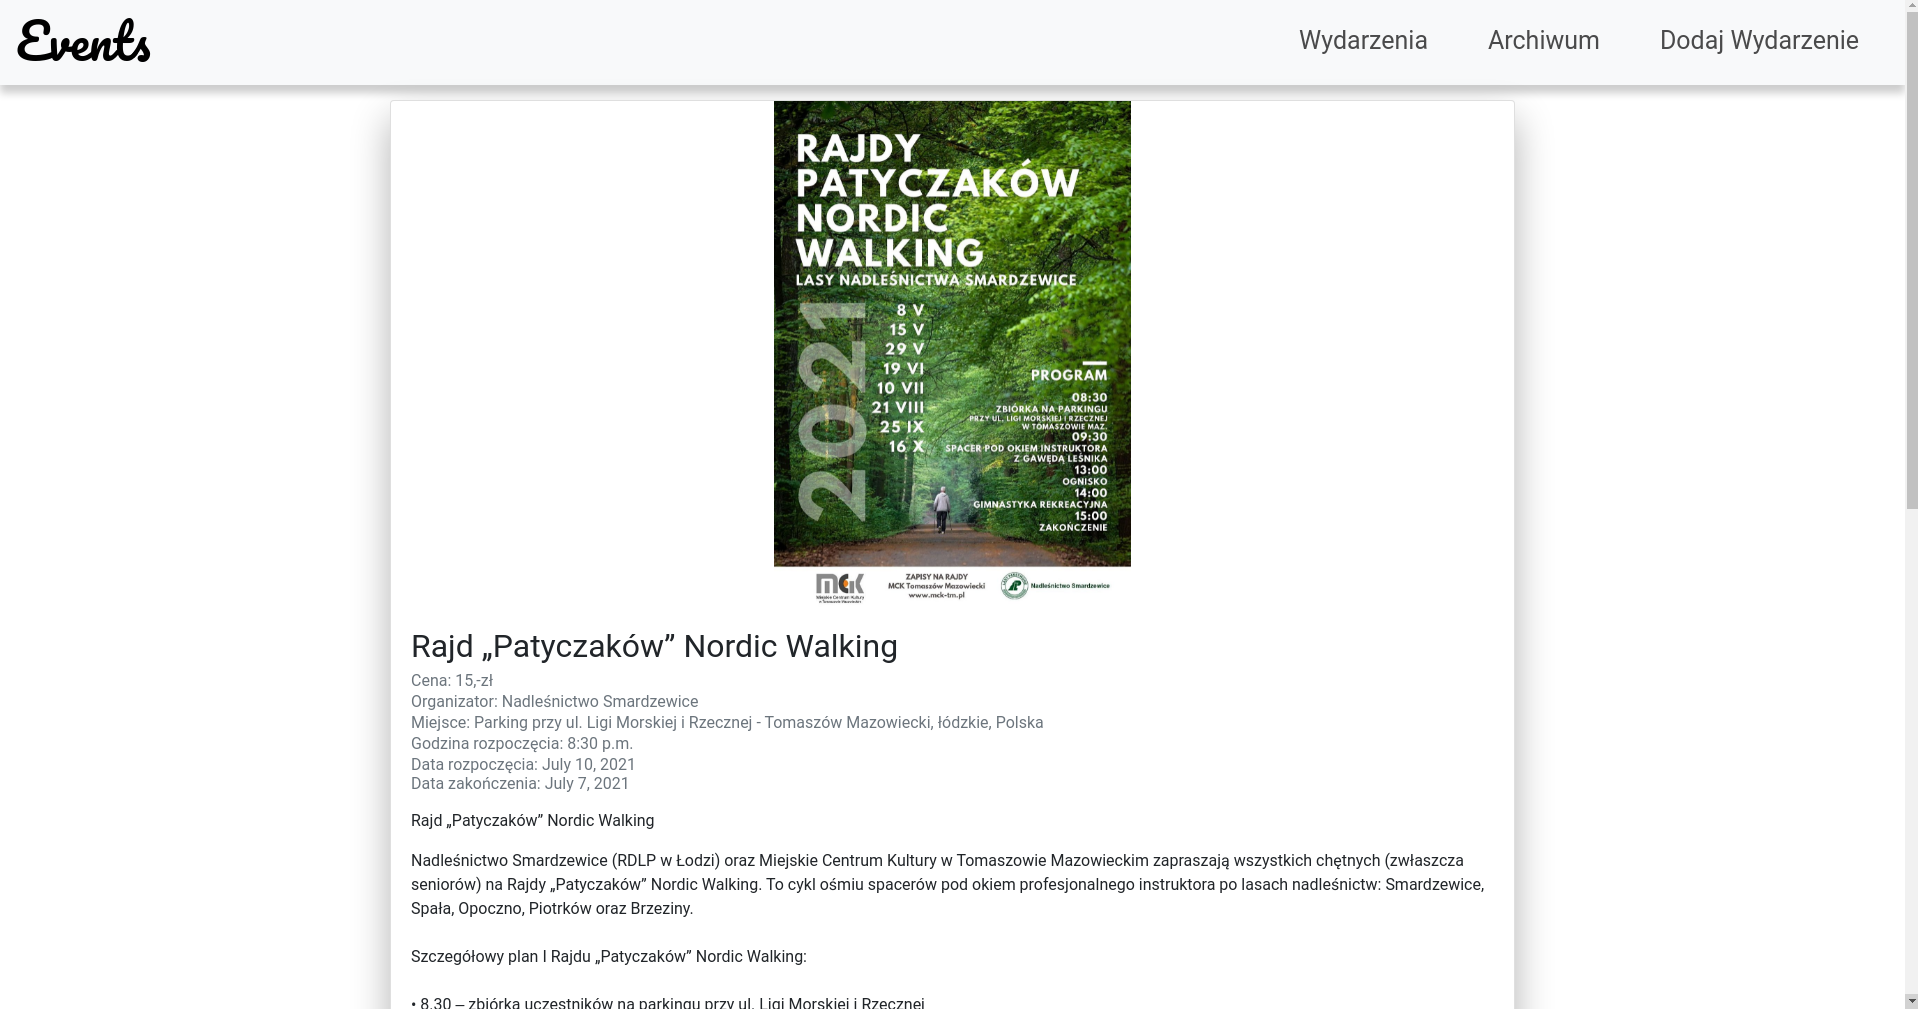 Events
Wydarzenia
Archiwum
Dodaj Wydarzenie
RAJDY
PATYCZAKÓW
NORDIC
WALKING
LASY NADLEŚNICTWA SMARDZEWICE
2021
8 V
15 V
29 V
19 VI
10 VII
21 VIII
25 IX
16 X
PROGRAM
08:30
ZBIÓRKA NA PARKINGU
PRZY UL. LIGI MORSKIEJ I RZECZNEJ
W TOMASZOWIE MAZ.
09:30
SPACER POD OKIEM INSTRUKTORA
Z GAWĘDĄ LEŚNIKA
13:00
OGNISKO
14:00
GIMNASTYKA REKREACYJNA
15:00
ZAKOŃCZENIE
MCK
Miejskie Centrum Kultury
w Tomaszowie Mazowieckim
ZAPISY NA RAJDY
MCK Tomaszów Mazowiecki
www.mck-tm.pl
Nadleśnictwo Smardzewice
Rajd „Patyczaków” Nordic Walking
Cena: 15,-zł
Organizator: Nadleśnictwo Smardzewice
Miejsce: Parking przy ul. Ligi Morskiej i Rzecznej - Tomaszów Mazowiecki, łódzkie, Polska
Godzina rozpoczęcia: 8:30 p.m.
Data rozpoczęcia: July 10, 2021
Data zakończenia: July 7, 2021
Rajd „Patyczaków” Nordic Walking
Nadleśnictwo Smardzewice (RDLP w Łodzi) oraz Miejskie Centrum Kultury w Tomaszowie Mazowieckim zapraszają wszystkich chętnych (zwłaszcza
seniorów) na Rajdy „Patyczaków” Nordic Walking. To cykl ośmiu spacerów pod okiem profesjonalnego instruktora po lasach nadleśnictw: Smardzewice,
Spała, Opoczno, Piotrków oraz Brzeziny.
Szczegółowy plan I Rajdu „Patyczaków” Nordic Walking:
• 8.30 – zbiórka uczestników na parkingu przy ul. Ligi Morskiej i Rzecznej